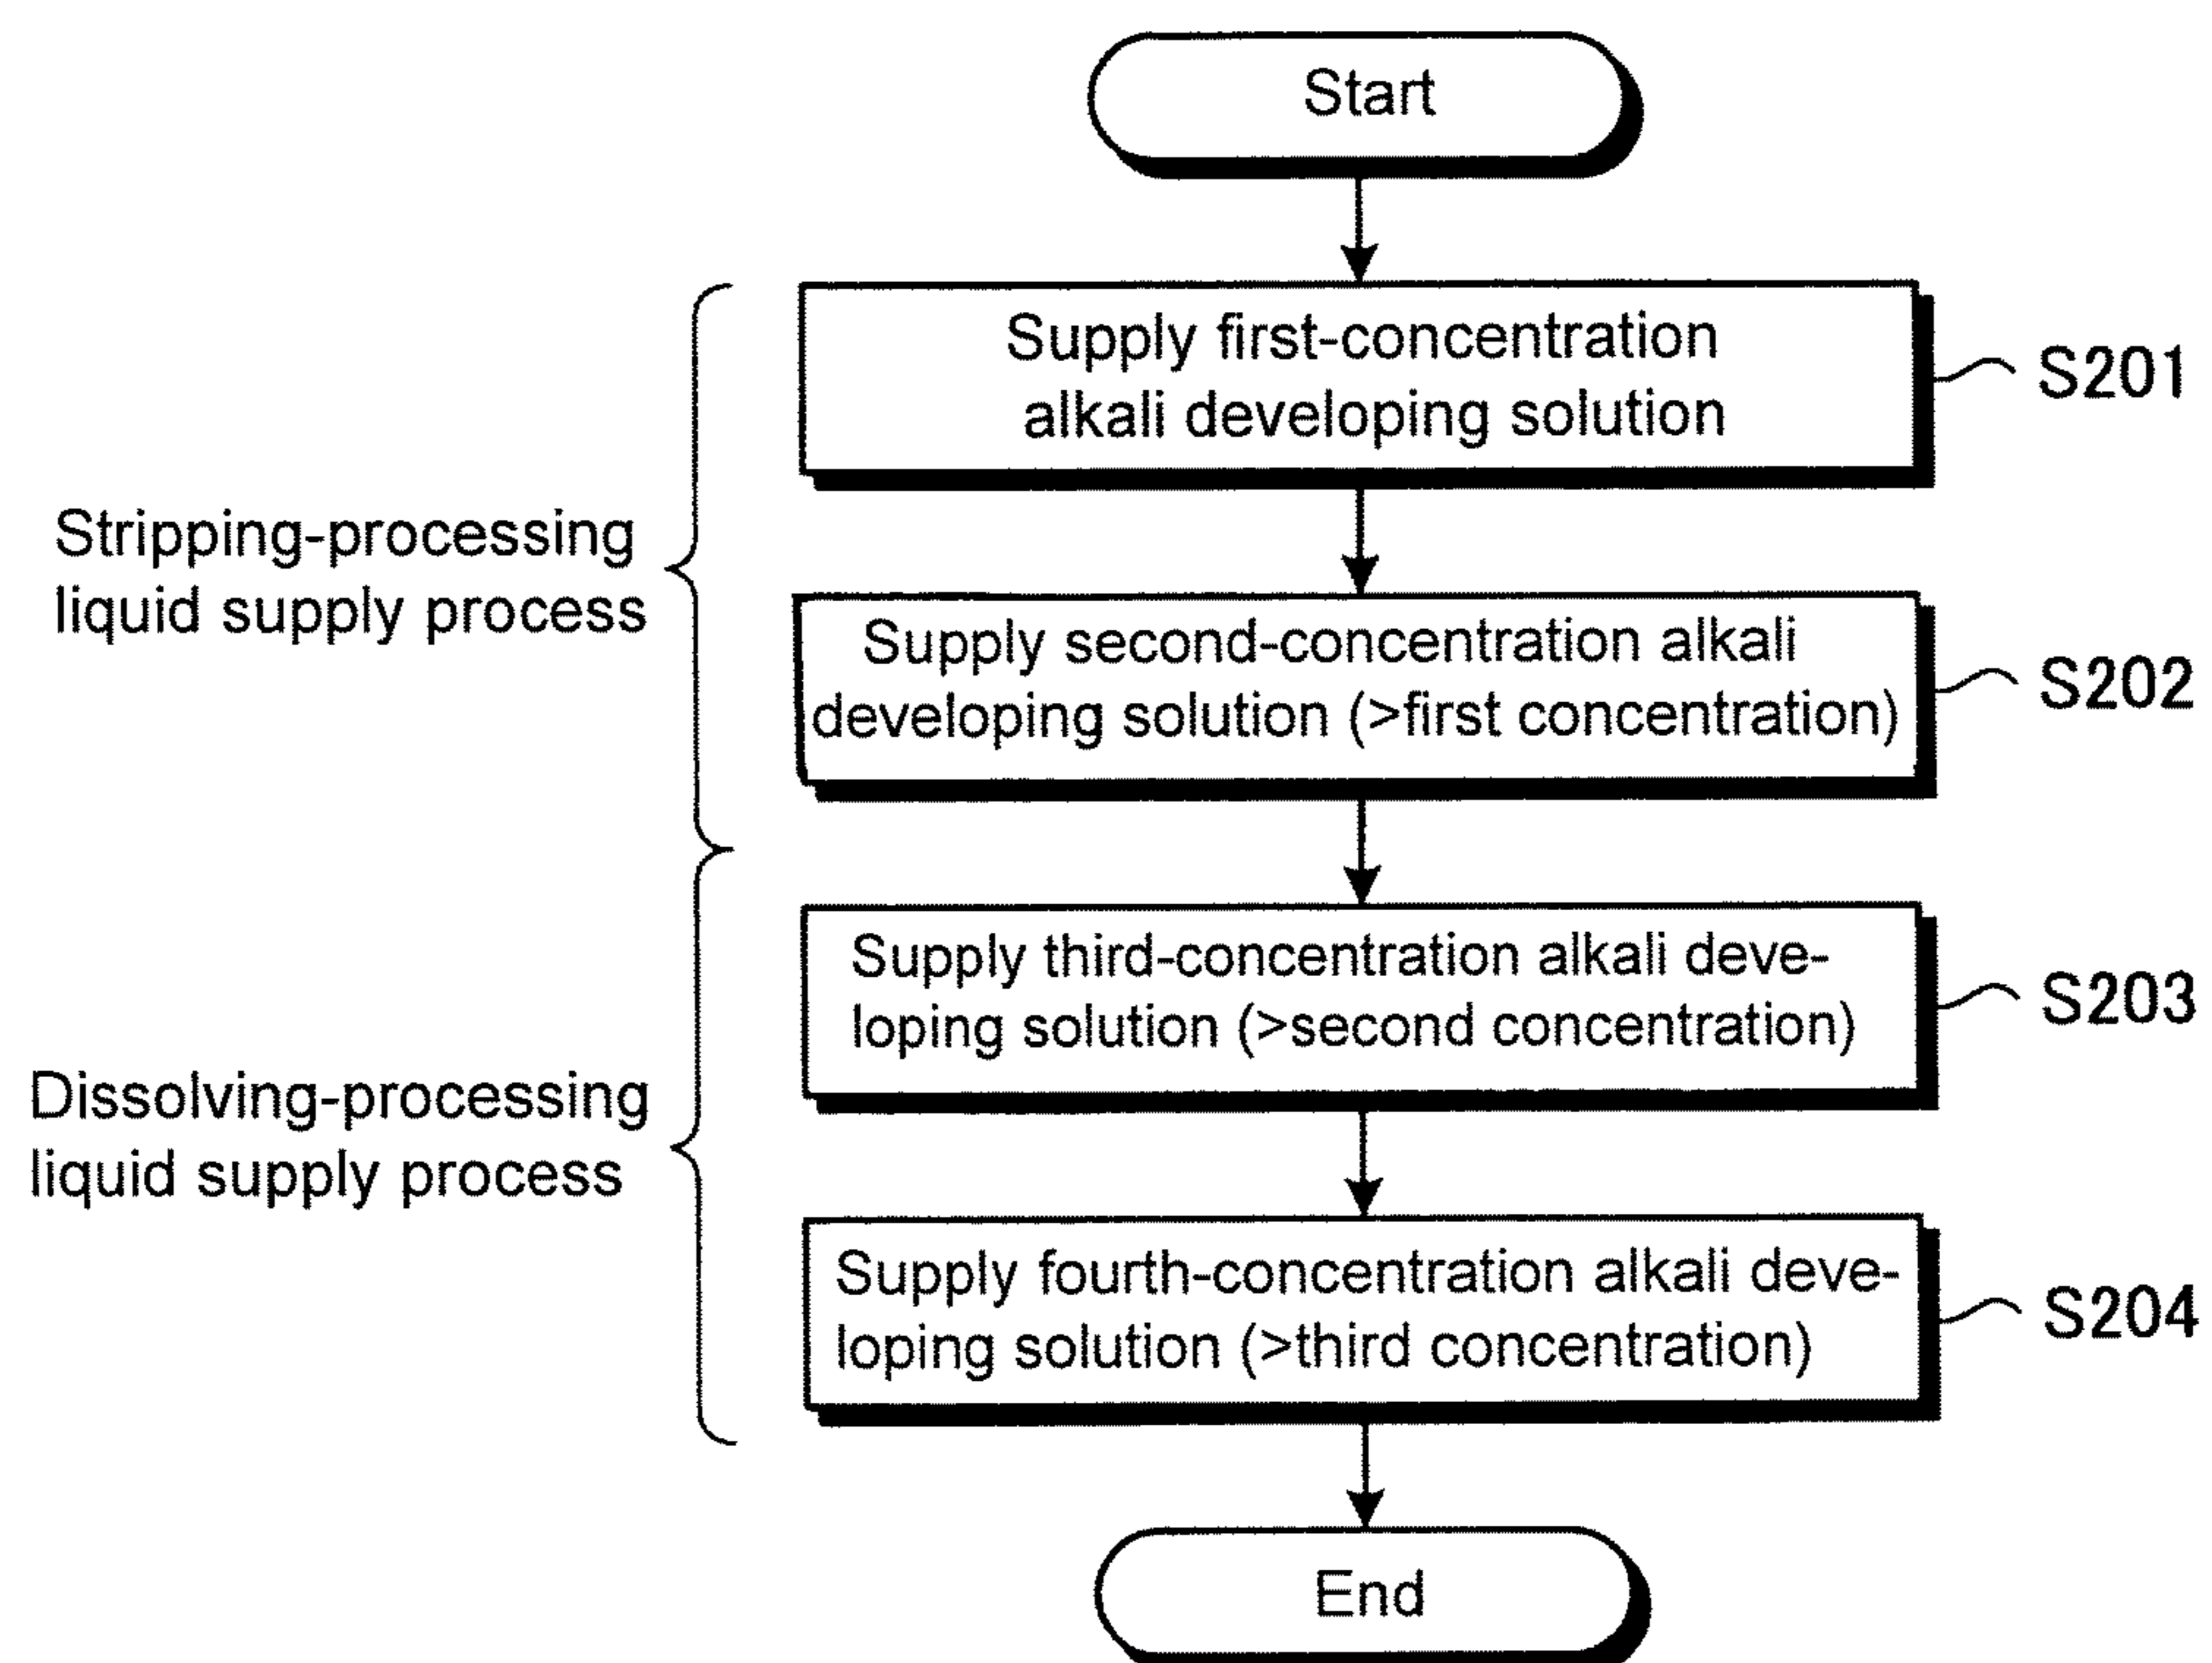 Start
Supply first-concentration
alkali developing solution
S201
Stripping-processing
liquid supply process
Supply second-concentration alkali
developing solution (>first concentration)
S202
Supply third-concentration alkali deve-
loping solution (>second concentration)
S203
Dissolving-processing
liquid supply process
Supply fourth-concentration alkali deve-
loping solution (>third concentration)
S204
End